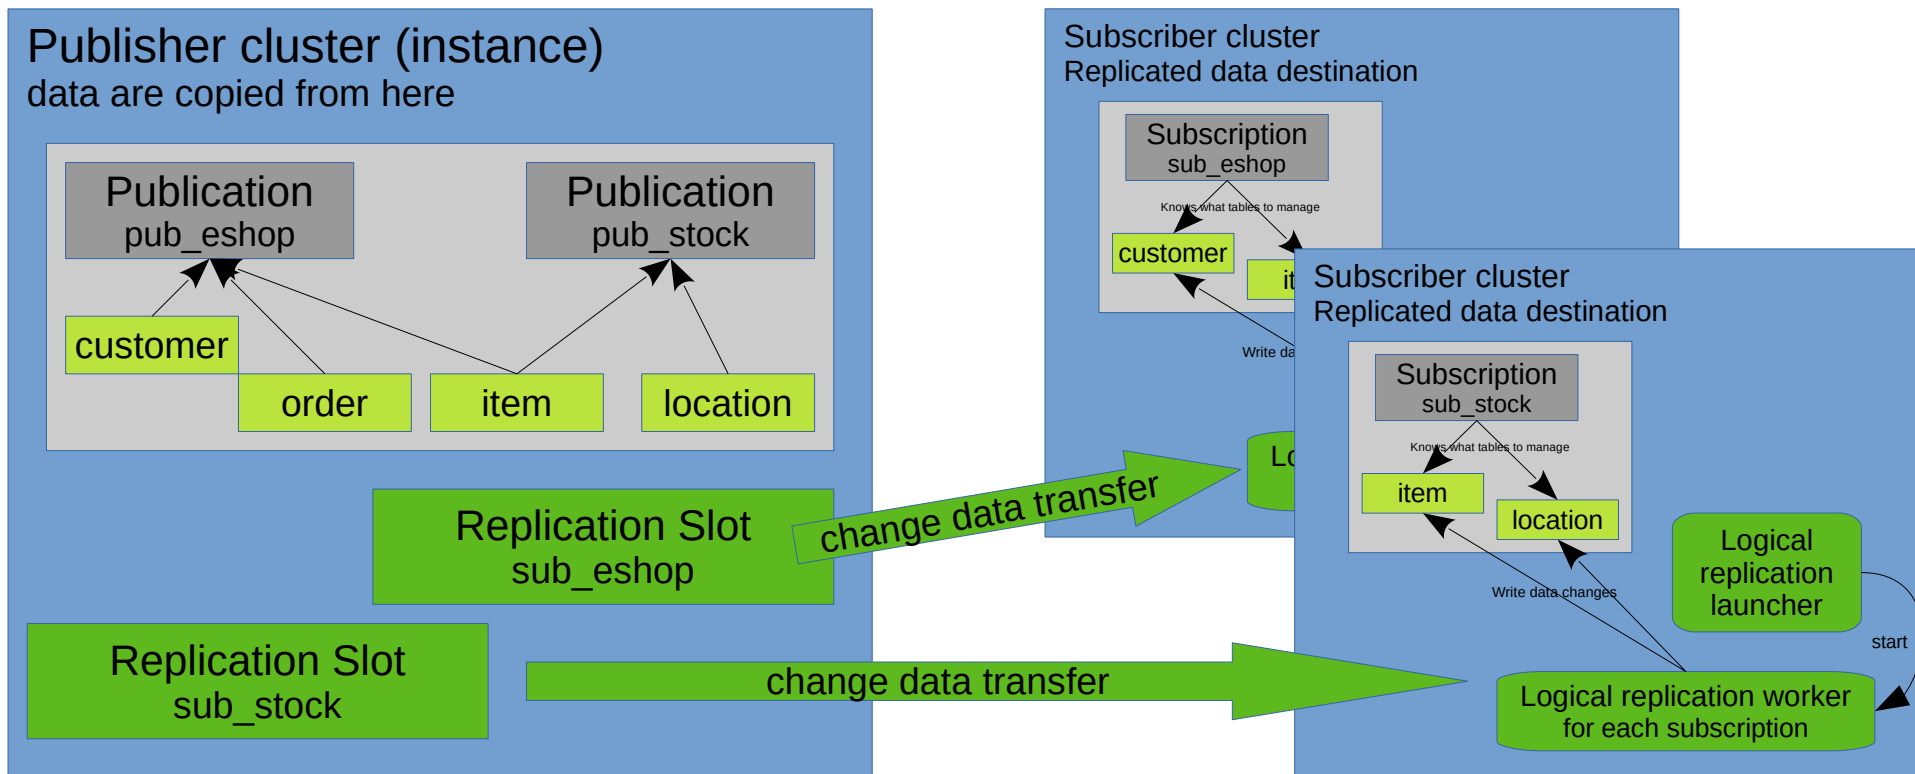 Publisher cluster (instance)
data are copied from here
Publication
pub_eshop
Publication
pub_stock
customer
order
item
location
Replication Slot
sub_eshop
Replication Slot
sub_stock
change data transfer
change data transfer
Subscriber cluster
Replicated data destination
Subscription
sub_eshop
Knows what tables to manage
customer
Subscriber cluster
Replicated data destination
Subscription
sub_stock
Knows what tables to manage
item
location
Write data changes
Logical
replication
launcher
start
Logical replication worker
for each subscription